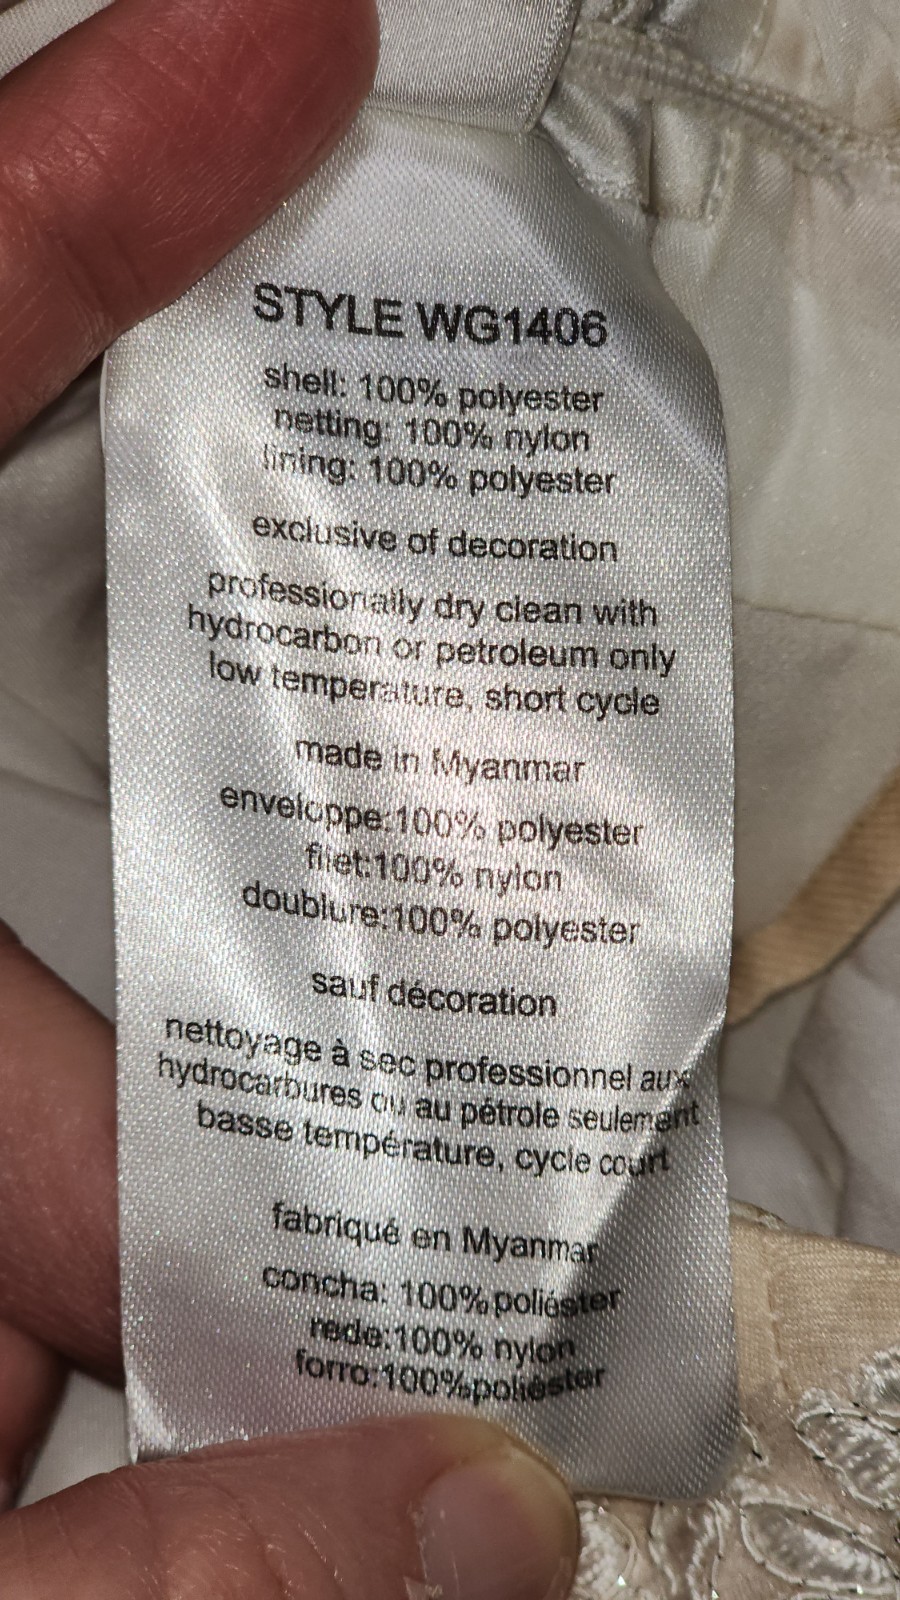 STYLE WG1406
shell: 100% polyester
netting: 100% nylon
lining: 100% polyester
exclusive of decoration
professionally dry clean with
hydrocarbon or petroleum only
low temperature, short cycle
made in Myanmar
enveloppe:100% polyester
filet:100% nylon
doublure:100% polyester
sauf décoration
nettoyage à sec professionnel aux
hydrocarbures ou au pétrole seulement
basse température, cycle court
fabriqué en Myanmar
concha: 100%poliéster
rede:100% nylon
forro:100%poliéster